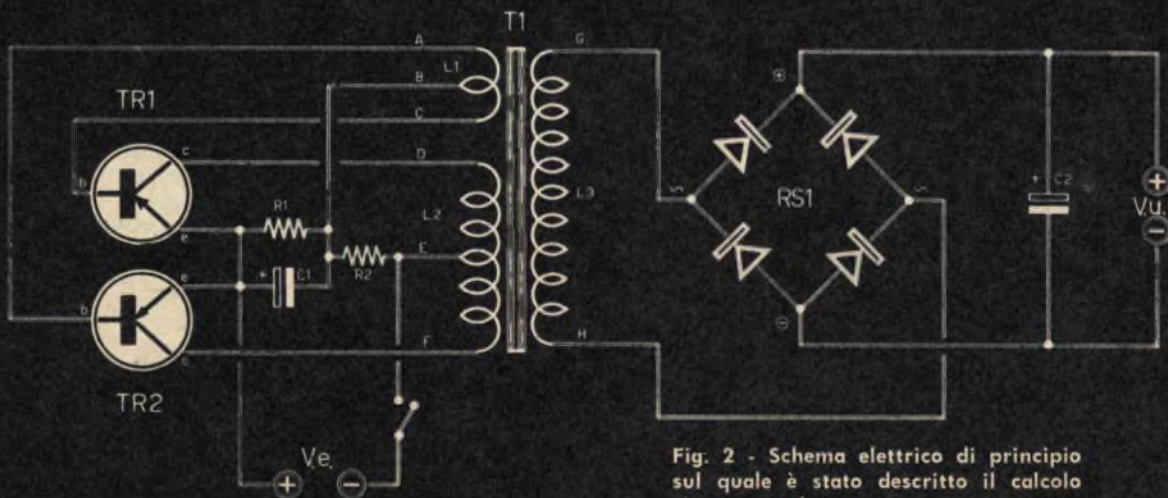 T1
A
G
L1
B
TR1
C
c
D
b
R1
L2
L3
S
RS1
S
+
C2
+
V.u.
−
e
E
R2
+
C1
e
b
F
H
c
TR2
V.e.
+
−
+
−
Fig. 2 - Schema elettrico di principio
sul quale è stato descritto il calcolo